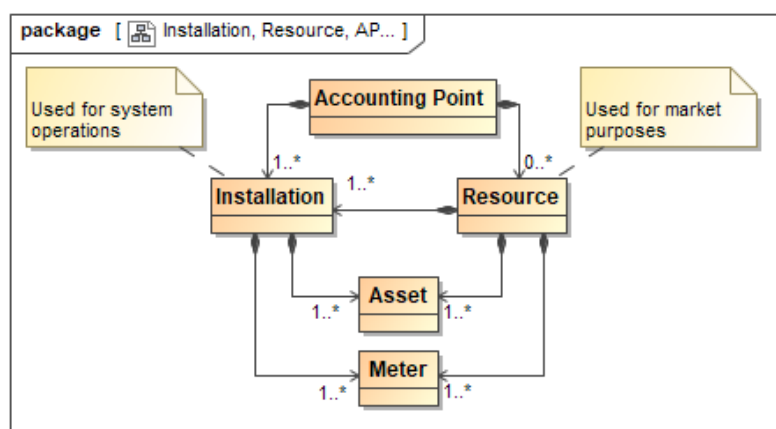 package [ Installation, Resource, AP... ]
Used for system
operations
Accounting Point
Used for market
purposes
1..*
0..*
Installation
1..*
Resource
Asset
1..*
1..*
Meter
1..*
1..*